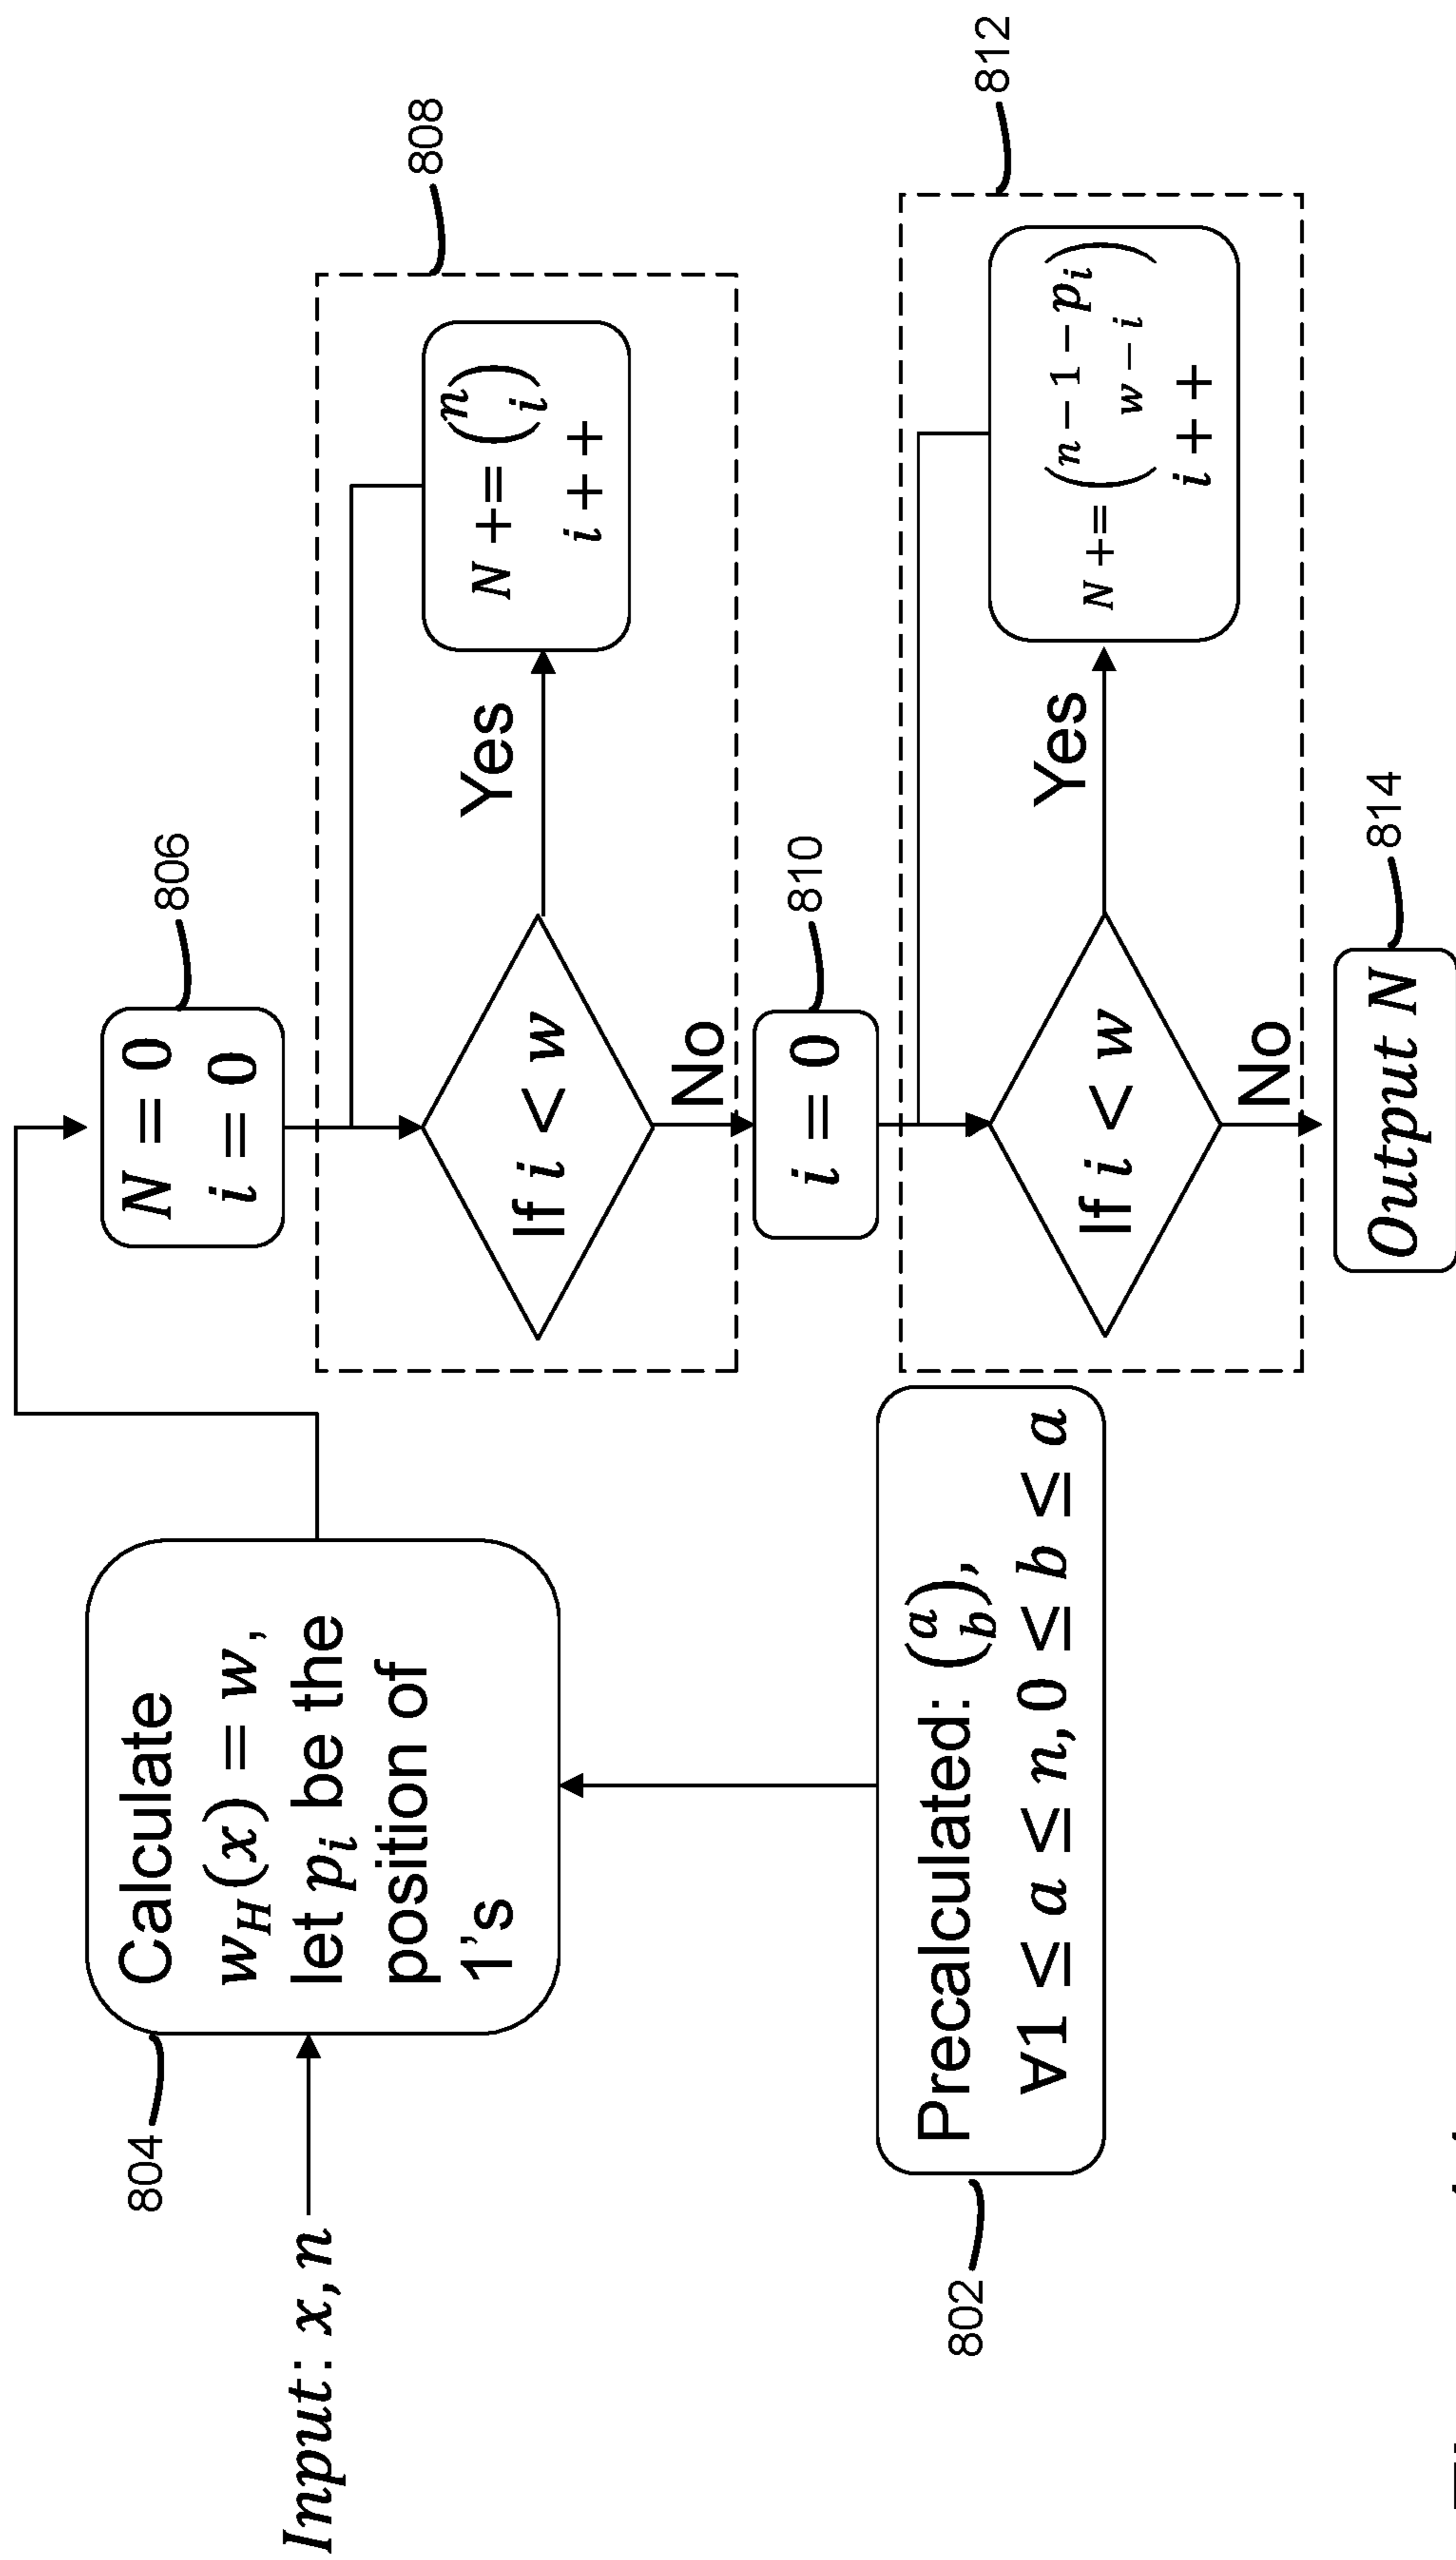 Input: x, n
804
Calculate
w_H(x) = w,
let p_i be the
position of
1's
802
Precalculated: (a b),
∀1 ≤ a ≤ n, 0 ≤ b ≤ a
806
N = 0
i = 0
808
If i < w
Yes
N += (n i)
i + +
No
810
i = 0
812
If i < w
Yes
N += (n − 1 − p_i w − i)
i + +
No
814
Output N